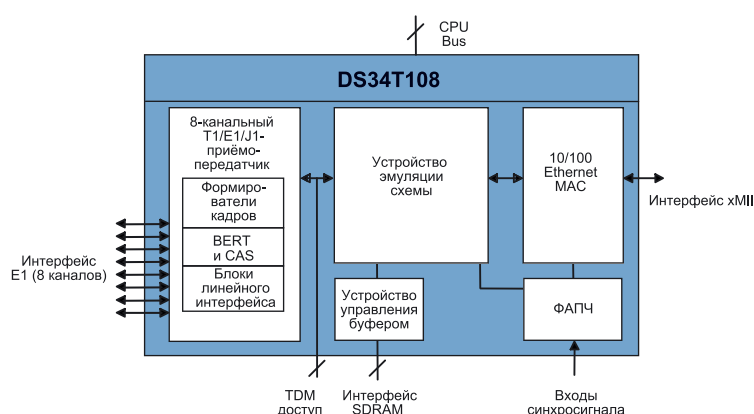 CPU
Bus
DS34T108
8-канальный
T1/E1/J1-
приёмо-
передатчик
Формиро-
ватели
кадров
BERT
и CAS
Блоки
линейного
интерфейса
Устройство
эмуляции
схемы
10/100
Ethernet
MAC
Интерфейс xMII
Интерфейс
E1 (8 каналов)
Устройство
управления
буфером
ФАПЧ
TDM
доступ
Интерфейс
SDRAM
Входы
синхросигнала